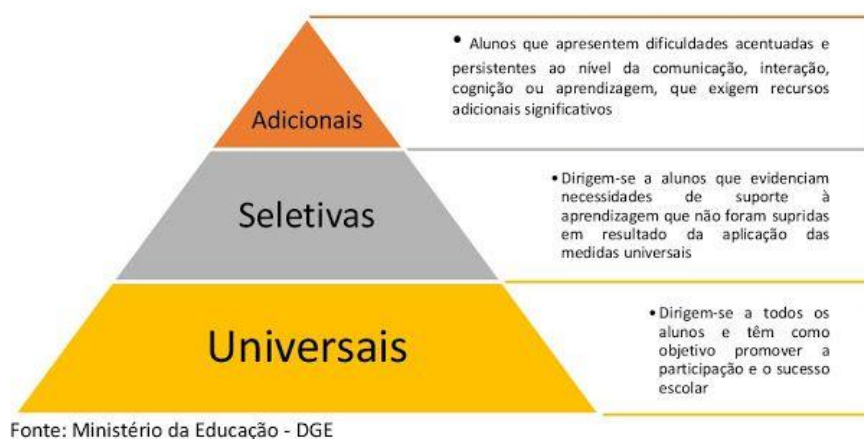 Adicionais
• Alunos que apresentem dificuldades acentuadas e
persistentes ao nível da comunicação, interação,
cognição ou aprendizagem, que exigem recursos
adicionais significativos
Seletivas
• Dirigem-se a alunos que evidenciam
necessidades de suporte à
aprendizagem que não foram supridas
em resultado da aplicação das
medidas universais
Universais
• Dirigem-se a todos os
alunos e têm como
objetivo promover a
participação e o sucesso
escolar
Fonte: Ministério da Educação - DGE